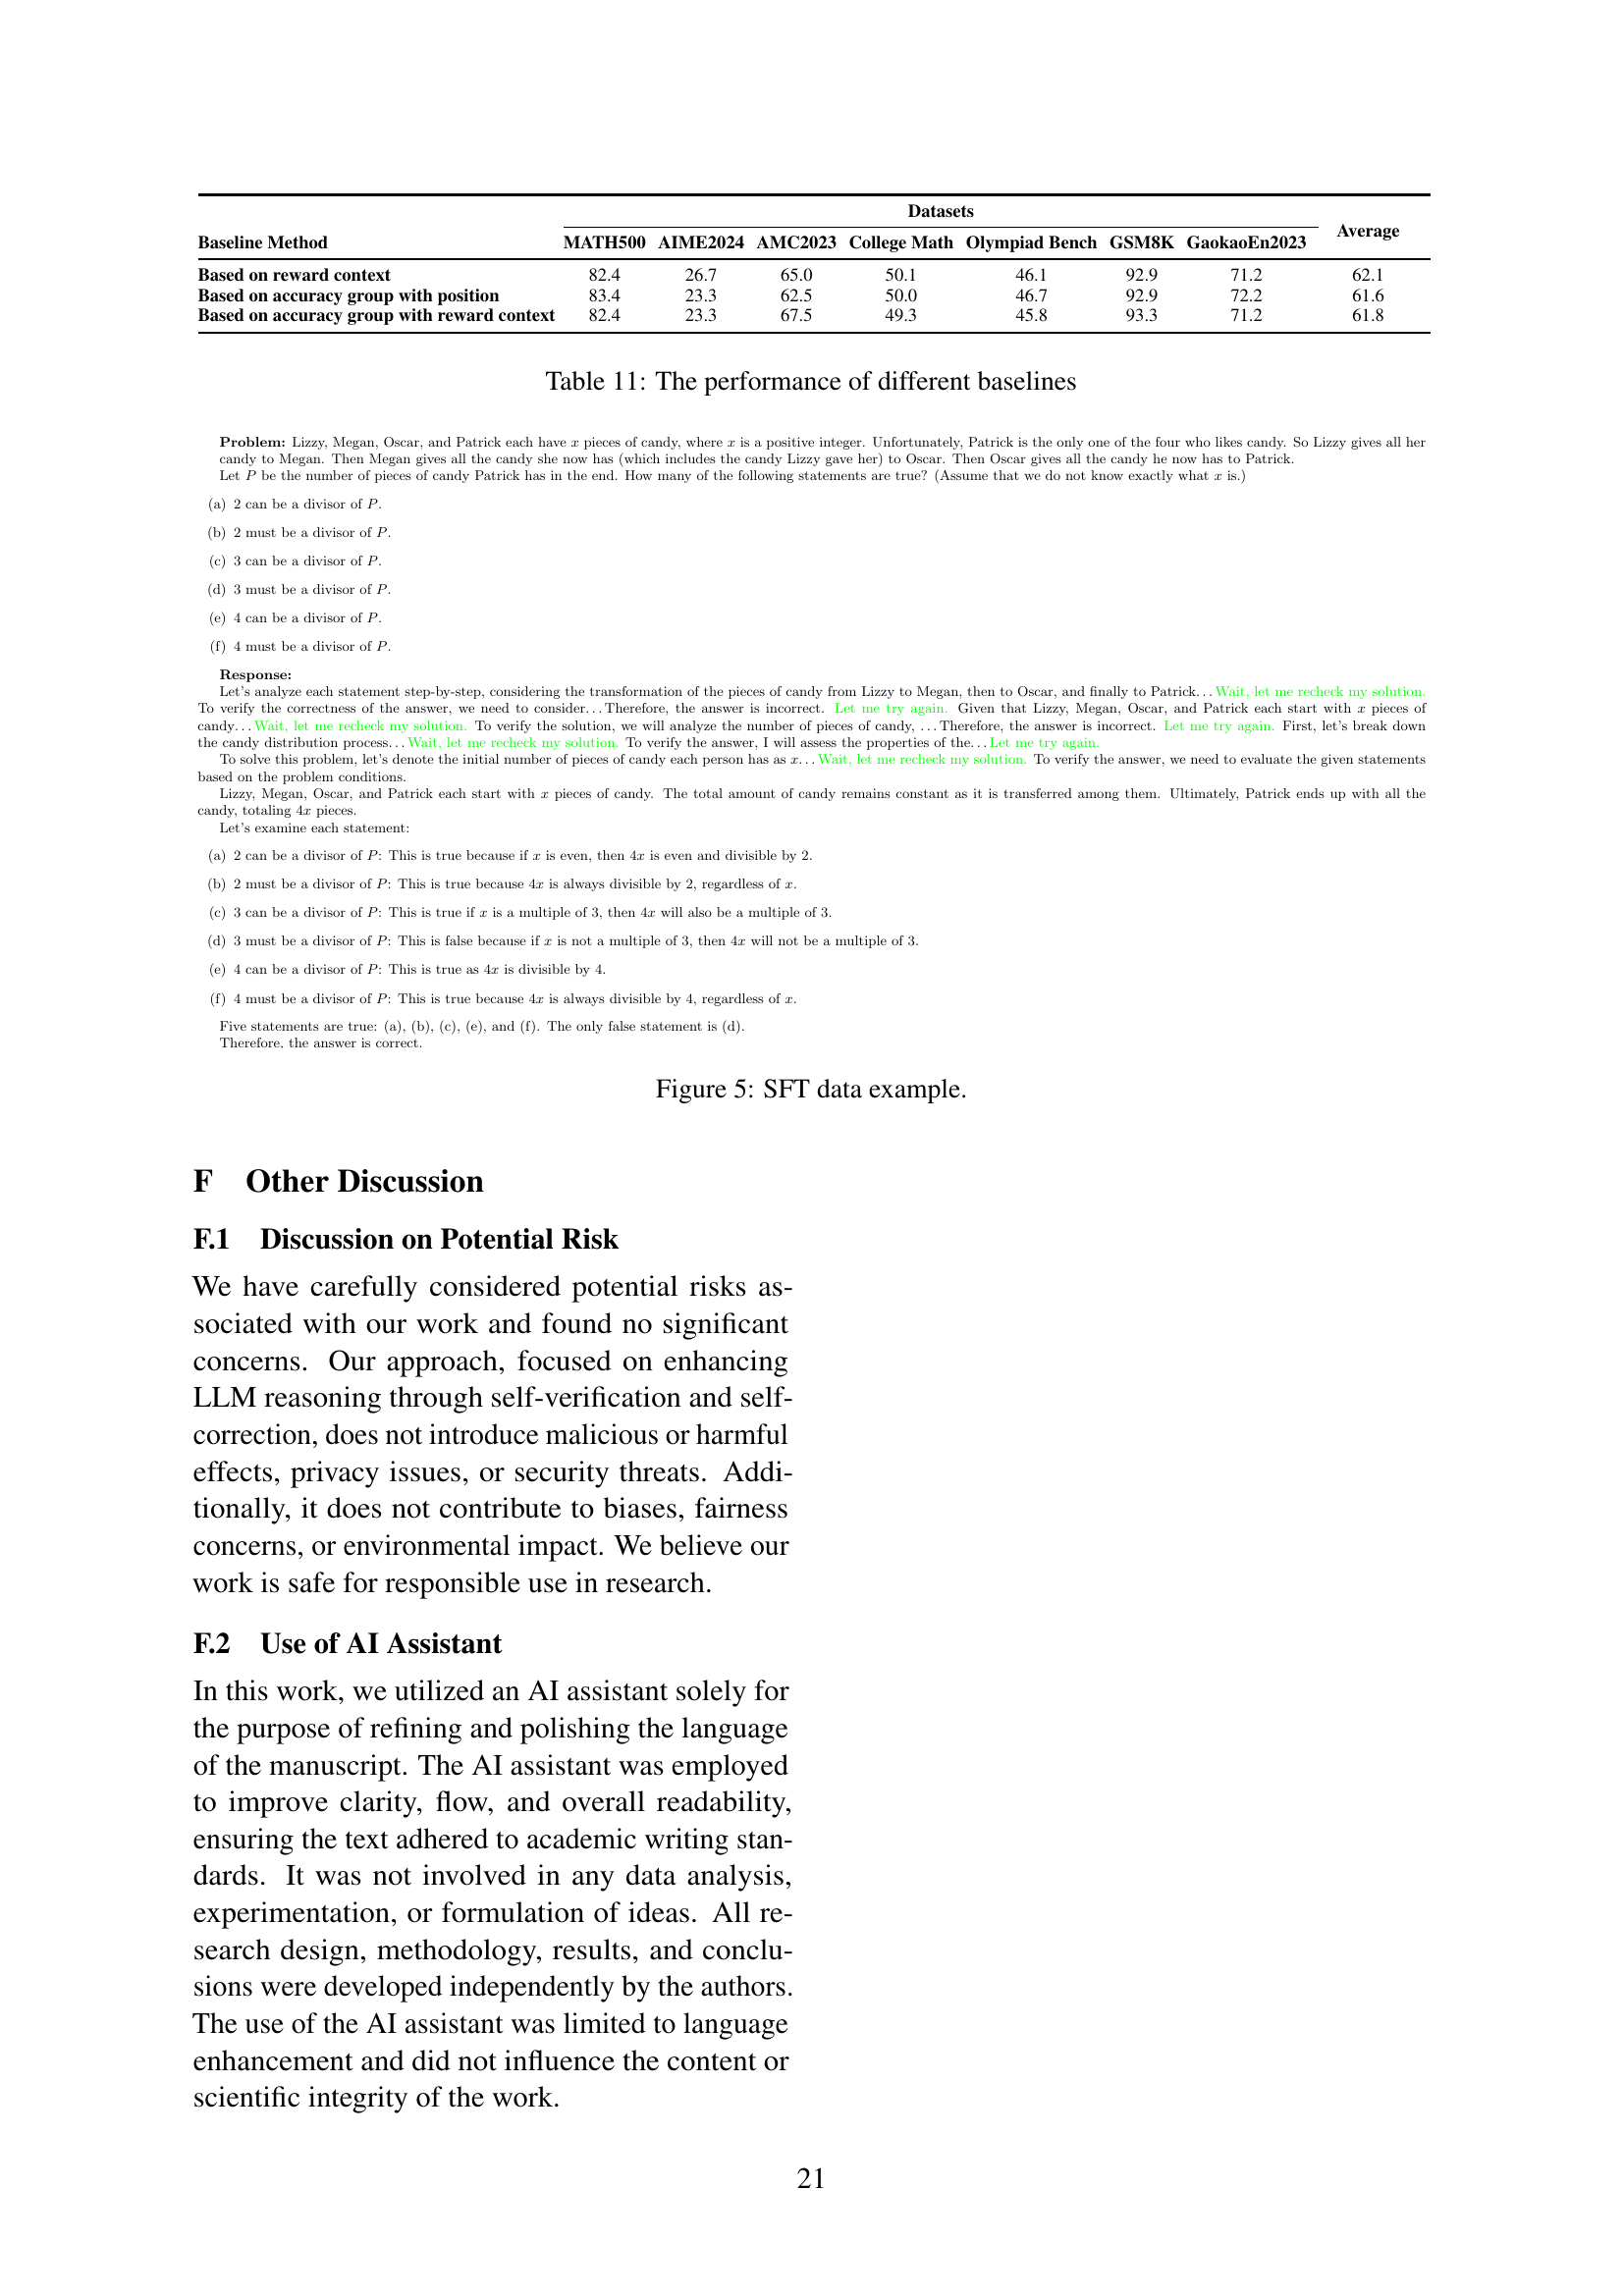 Datasets
Average
Baseline Method MATH500 AIME2024 AMC2023 College Math Olympiad Bench GSM8K GaokaoEn2023
Based on reward context 82.4 26.7 65.0 50.1 46.1 92.9 71.2 62.1
Based on accuracy group with position 83.4 23.3 62.5 50.0 46.7 92.9 72.2 61.6
Based on accuracy group with reward context 82.4 23.3 67.5 49.3 45.8 93.3 71.2 61.8
Table 11: The performance of different baselines
Problem: Lizzy, Megan, Oscar, and Patrick each have x pieces of candy, where x is a positive integer. Unfortunately, Patrick is the only one of the four who likes candy. So Lizzy gives all her
candy to Megan. Then Megan gives all the candy she now has (which includes the candy Lizzy gave her) to Oscar. Then Oscar gives all the candy he now has to Patrick.
Let P be the number of pieces of candy Patrick has in the end. How many of the following statements are true? (Assume that we do not know exactly what x is.)
(a) 2 can be a divisor of P.
(b) 2 must be a divisor of P.
(c) 3 can be a divisor of P.
(d) 3 must be a divisor of P.
(e) 4 can be a divisor of P.
(f) 4 must be a divisor of P.
Response:
Let's analyze each statement step-by-step, considering the transformation of the pieces of candy from Lizzy to Megan, then to Oscar, and finally to Patrick...Wait, let me recheck my solution.
To verify the correctness of the answer, we need to consider...Therefore, the answer is incorrect. Let me try again. Given that Lizzy, Megan, Oscar, and Patrick each start with x pieces of
candy...Wait, let me recheck my solution. To verify the solution, we will analyze the number of pieces of candy, ...Therefore, the answer is incorrect. Let me try again. First, let's break down
the candy distribution process...Wait, let me recheck my solution. To verify the answer, I will assess the properties of the...Let me try again.
To solve this problem, let's denote the initial number of pieces of candy each person has as x...Wait, let me recheck my solution. To verify the answer, we need to evaluate the given statements
based on the problem conditions.
Lizzy, Megan, Oscar, and Patrick each start with x pieces of candy. The total amount of candy remains constant as it is transferred among them. Ultimately, Patrick ends up with all the
candy, totaling 4x pieces.
Let's examine each statement:
(a) 2 can be a divisor of P: This is true because if x is even, then 4x is even and divisible by 2.
(b) 2 must be a divisor of P: This is true because 4x is always divisible by 2, regardless of x.
(c) 3 can be a divisor of P: This is true if x is a multiple of 3, then 4x will also be a multiple of 3.
(d) 3 must be a divisor of P: This is false because if x is not a multiple of 3, then 4x will not be a multiple of 3.
(e) 4 can be a divisor of P: This is true as 4x is divisible by 4.
(f) 4 must be a divisor of P: This is true because 4x is always divisible by 4, regardless of x.
Five statements are true: (a), (b), (c), (e), and (f). The only false statement is (d).
Therefore, the answer is correct.
Figure 5: SFT data example.
F Other Discussion
F.1 Discussion on Potential Risk
We have carefully considered potential risks as-
sociated with our work and found no significant
concerns. Our approach, focused on enhancing
LLM reasoning through self-verification and self-
correction, does not introduce malicious or harmful
effects, privacy issues, or security threats. Addi-
tionally, it does not contribute to biases, fairness
concerns, or environmental impact. We believe our
work is safe for responsible use in research.
F.2 Use of AI Assistant
In this work, we utilized an AI assistant solely for
the purpose of refining and polishing the language
of the manuscript. The AI assistant was employed
to improve clarity, flow, and overall readability,
ensuring the text adhered to academic writing stan-
dards. It was not involved in any data analysis,
experimentation, or formulation of ideas. All re-
search design, methodology, results, and conclu-
sions were developed independently by the authors.
The use of the AI assistant was limited to language
enhancement and did not influence the content or
scientific integrity of the work.
21